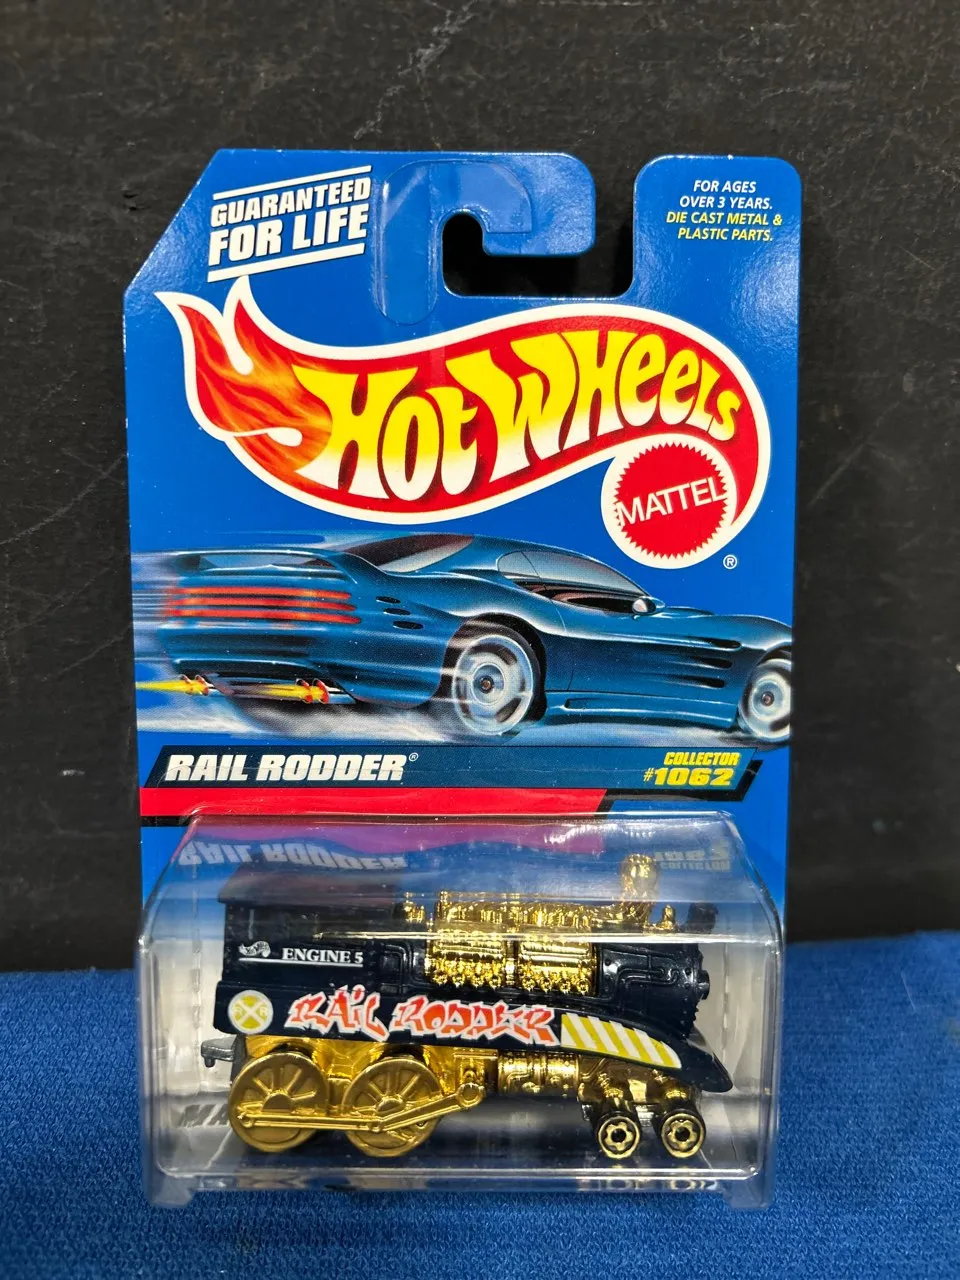 GUARANTEED
FOR LIFE
FOR AGES
OVER 3 YEARS.
DIE CAST METAL &
PLASTIC PARTS.
HOT WHEELS
MATTEL
®
RAIL RODDER®
COLLECTOR
#1062
ENGINE 5
R R
RAIL RODDER